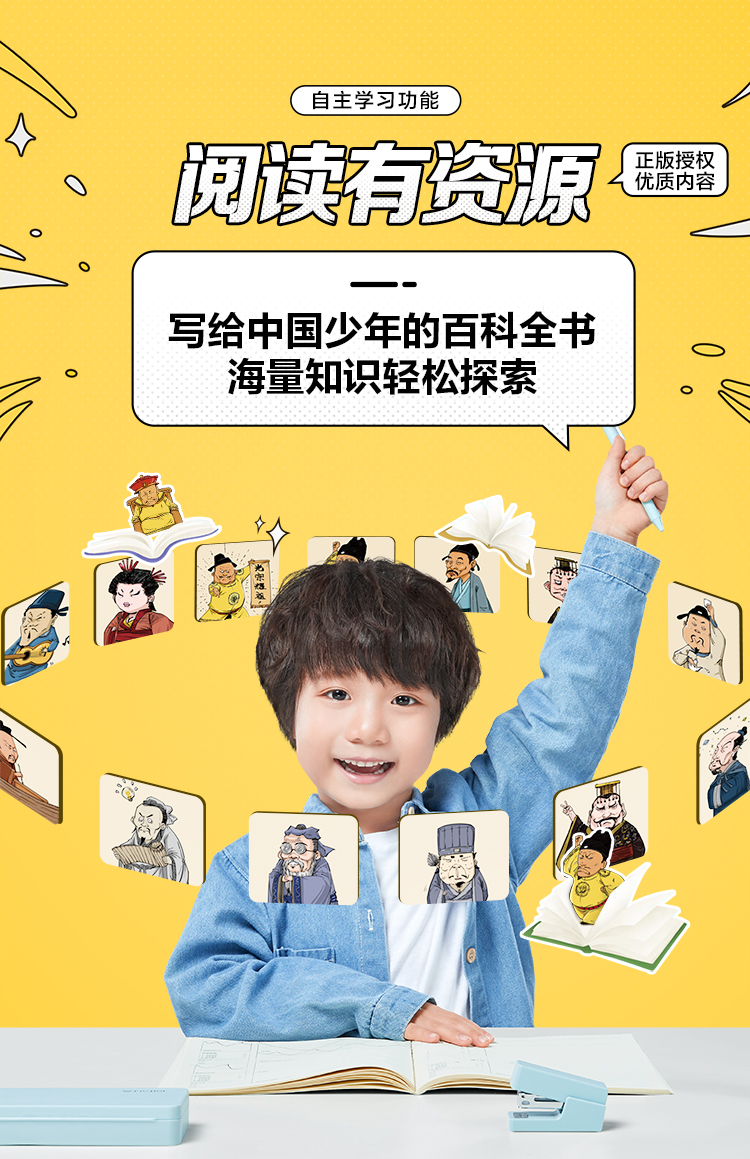 自主学习功能
阅读有资源
正版授权
优质内容
写给中国少年的百科全书
海量知识轻松探索